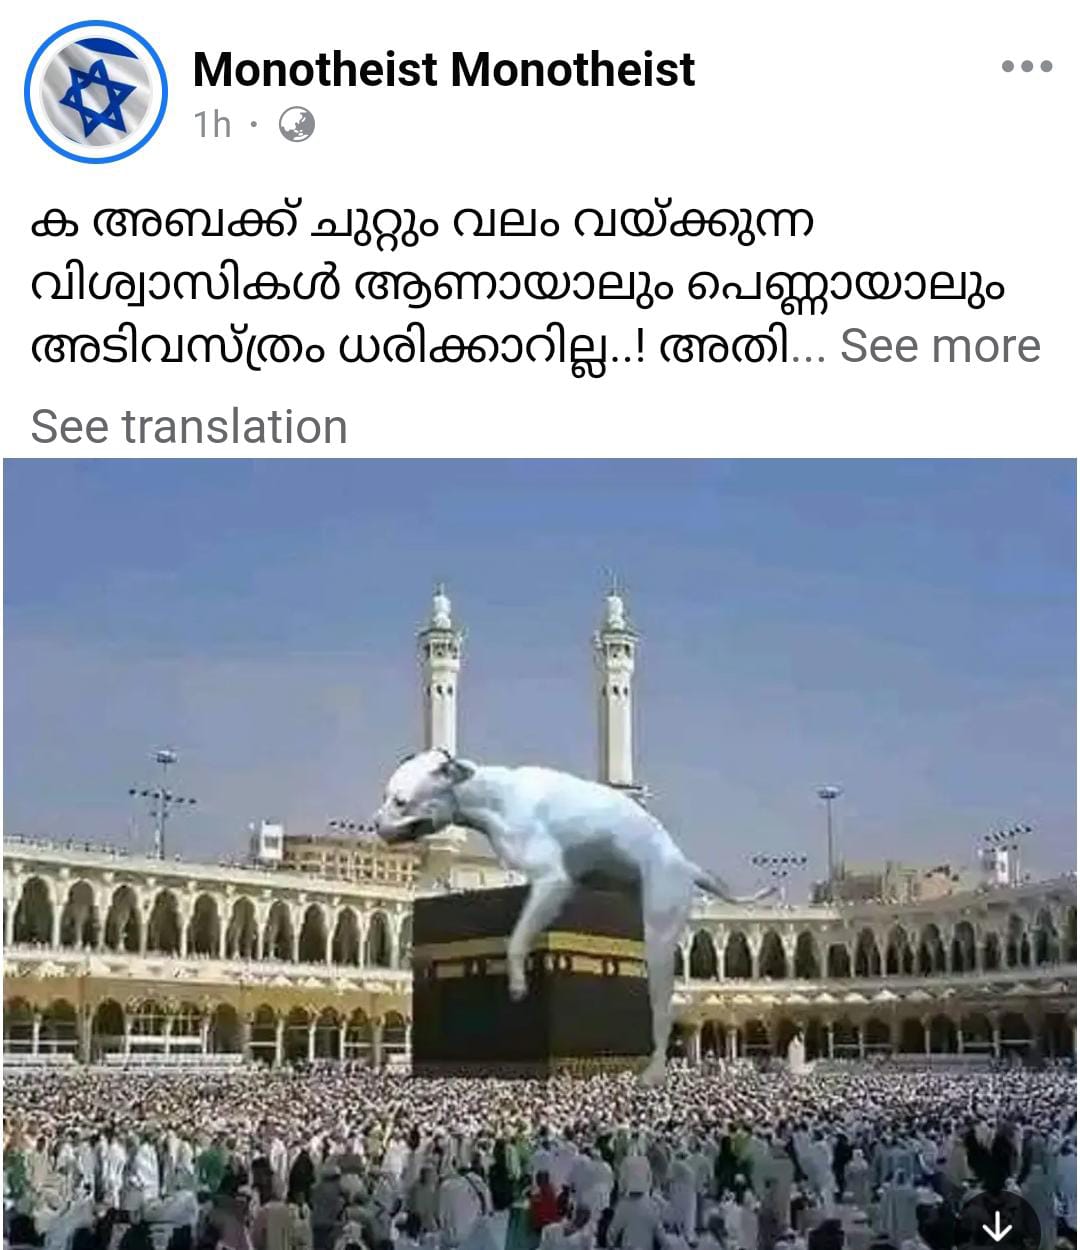 Monotheist Monotheist
1h ·
ക അബക്ക് ചുറ്റും വലം വയ്ക്കുന്ന
വിശ്വാസികൾ ആണായാലും പെണ്ണായാലും
അടിവസ്ത്രം ധരിക്കാറില്ല..! അതി... See more
See translation